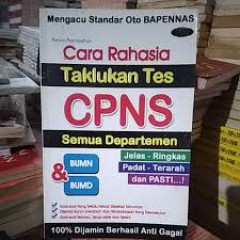 Mengacu Standar Oto BAPENNAS
Cara Rahasia
Taklukan Tes
CPNS
Semua Departemen
& BUMN
BUMD
Jelas - Ringkas
Padat - Terarah
dan PASTI...!
100% Dijamin Berhasil Anti Gagal